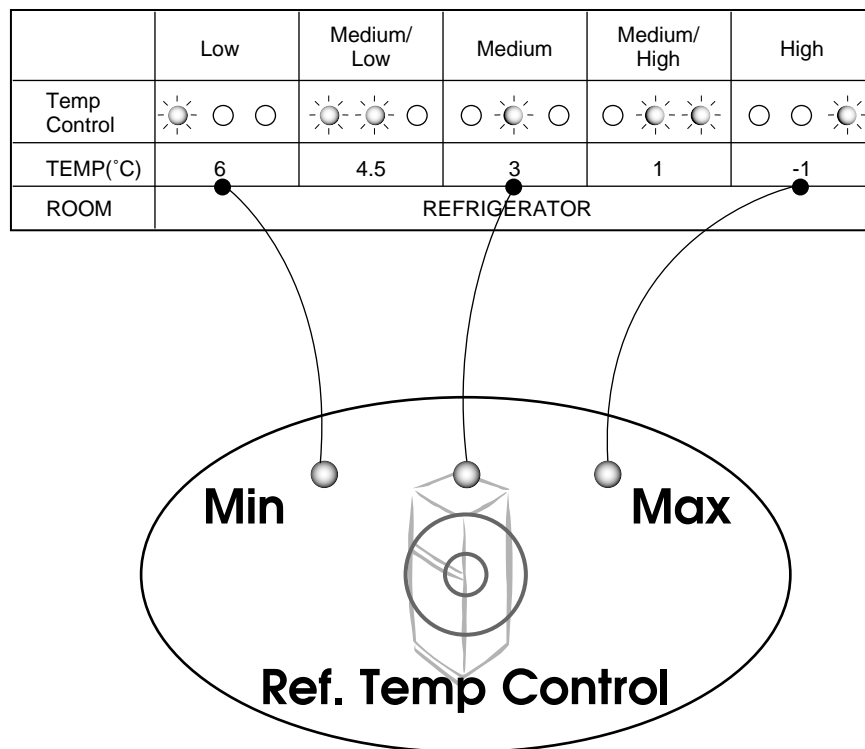 Low Medium/ Low Medium Medium/ High High
Temp Control
TEMP(˚C) 6 4.5 3 1 -1
ROOM REFRIGERATOR
Min Max
Ref. Temp Control